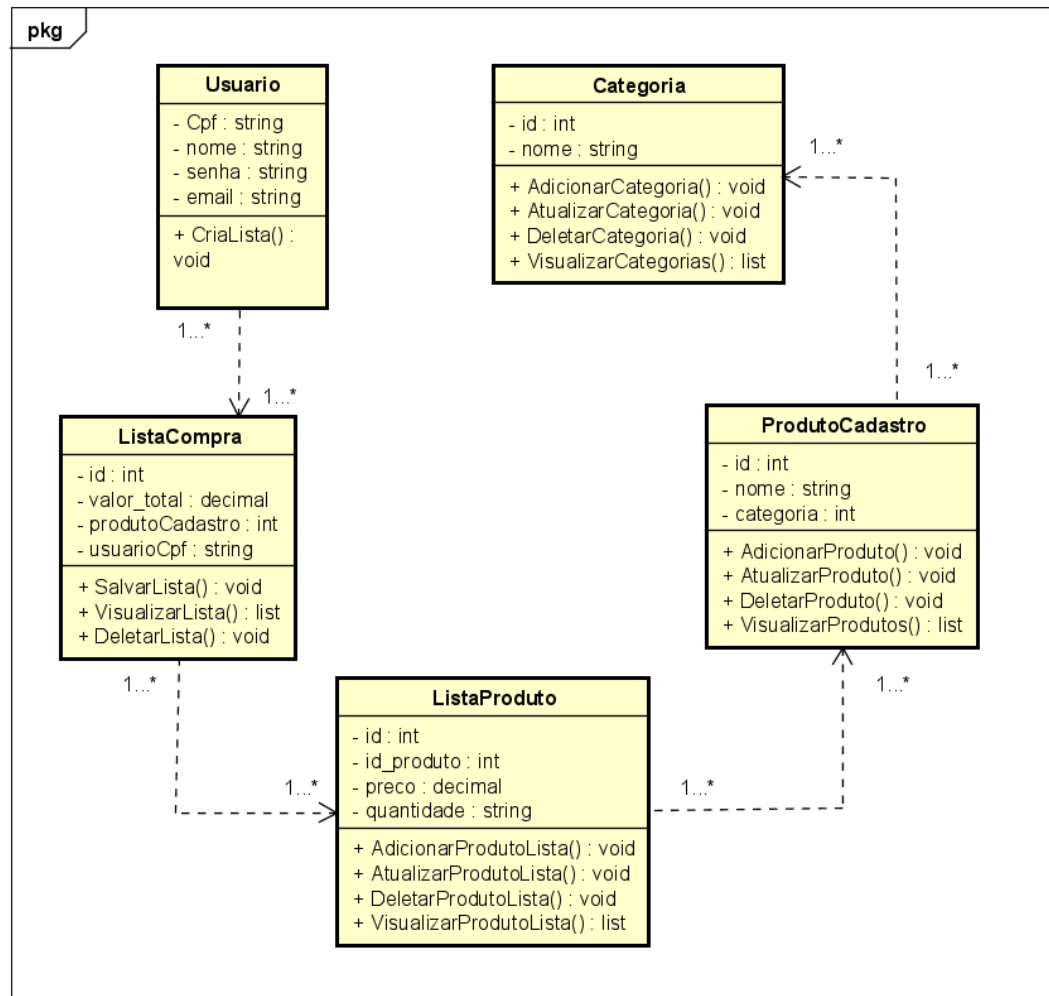 pkg
Usuario
- Cpf : string
- nome : string
- senha : string
- email : string
+ CriaLista() :
void
Categoria
- id : int
- nome : string
+ AdicionarCategoria() : void
+ AtualizarCategoria() : void
+ DeletarCategoria() : void
+ VisualizarCategorias() : list
1...*
1...*
1...*
1...*
ListaCompra
- id : int
- valor_total : decimal
- produtoCadastro : int
- usuarioCpf : string
+ SalvarLista() : void
+ VisualizarLista() : list
+ DeletarLista() : void
ProdutoCadastro
- id : int
- nome : string
- categoria : int
+ AdicionarProduto() : void
+ AtualizarProduto() : void
+ DeletarProduto() : void
+ VisualizarProdutos() : list
1...*
1...*
ListaProduto
- id : int
- id_produto : int
- preco : decimal
- quantidade : string
+ AdicionarProdutoLista() : void
+ AtualizarProdutoLista() : void
+ DeletarProdutoLista() : void
+ VisualizarProdutoLista() : list
1...*
1...*